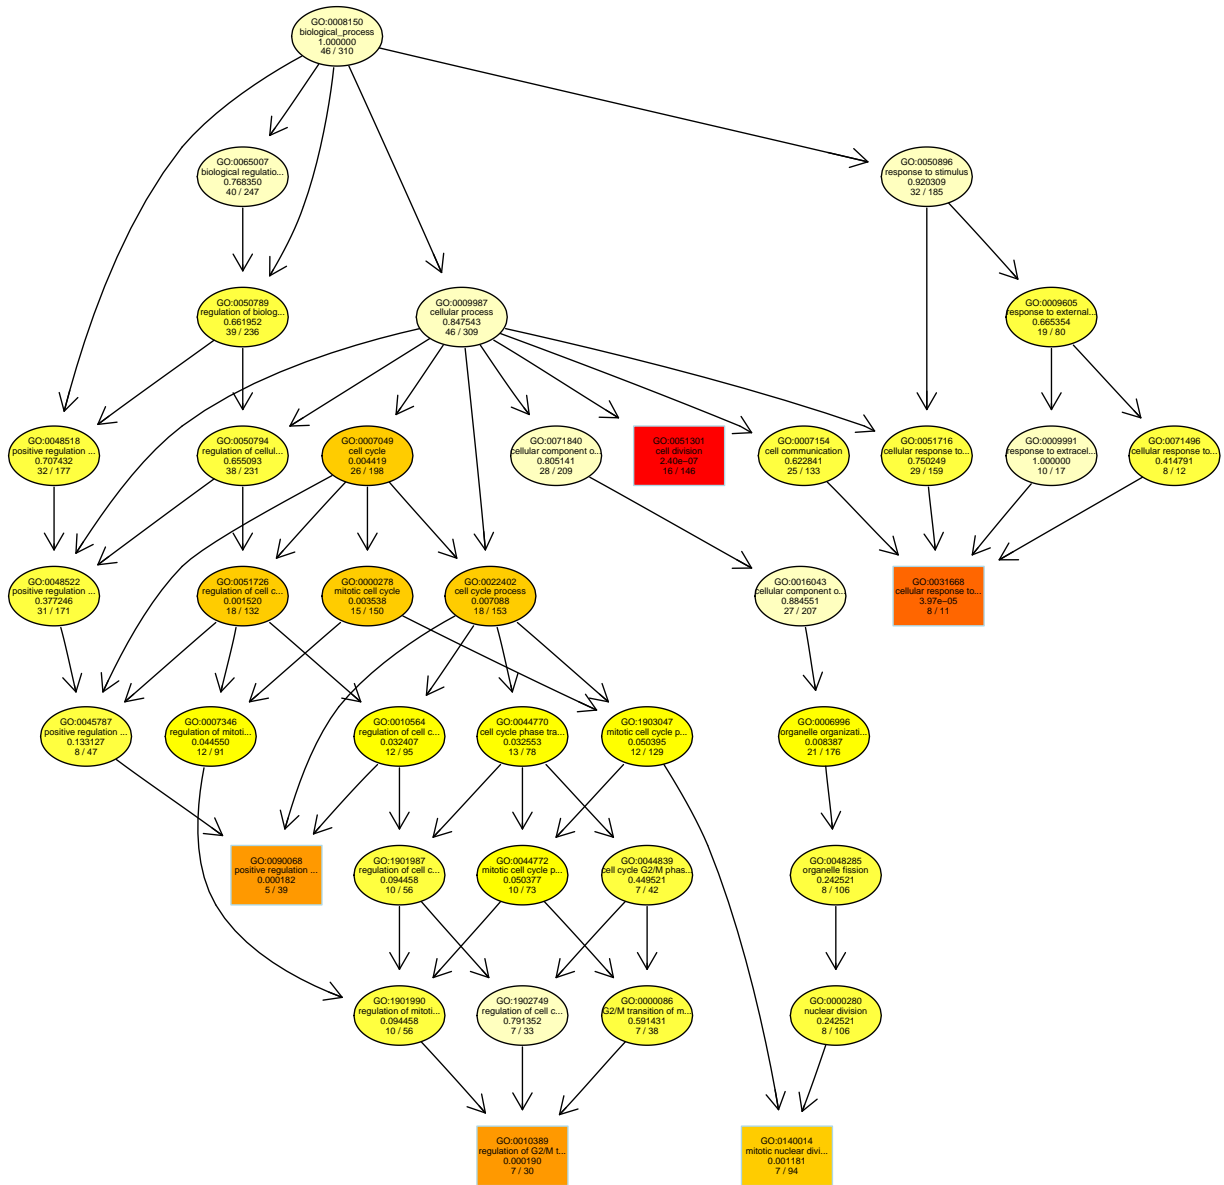 GO:0008150
biological_process
1.000000
46 / 310
GO:0065007
biological regulatio...
0.768350
40 / 247
GO:0050896
response to stimulus
0.920309
32 / 185
GO:0050789
regulation of biolog...
0.661952
39 / 236
GO:0009987
cellular process
0.847543
46 / 309
GO:0009605
response to external...
0.665354
19 / 80
GO:0048518
positive regulation ...
0.707432
32 / 177
GO:0050794
regulation of cellul...
0.655093
38 / 231
GO:0007049
cell cycle
0.004419
26 / 198
GO:0071840
cellular component o...
0.805141
28 / 209
GO:0051301
cell division
2.40e−07
16 / 146
GO:0007154
cell communication
0.622841
25 / 133
GO:0051716
cellular response to...
0.750249
29 / 159
GO:0009991
response to extracel...
1.000000
10 / 17
GO:0071496
cellular response to...
0.414791
8 / 12
GO:0048522
positive regulation ...
0.377246
31 / 171
GO:0051726
regulation of cell c...
0.001520
18 / 132
GO:0000278
mitotic cell cycle
0.003538
15 / 150
GO:0022402
cell cycle process
0.007088
18 / 153
GO:0016043
cellular component o...
0.884551
27 / 207
GO:0031668
cellular response to...
3.97e−05
8 / 11
GO:0045787
positive regulation ...
0.133127
8 / 47
GO:0007346
regulation of mitoti...
0.044550
12 / 91
GO:0010564
regulation of cell c...
0.032407
12 / 95
GO:0044770
cell cycle phase tra...
0.032553
13 / 78
GO:1903047
mitotic cell cycle p...
0.050395
12 / 129
GO:0006996
organelle organizati...
0.008387
21 / 176
GO:0090068
positive regulation ...
0.000182
5 / 39
GO:1901987
regulation of cell c...
0.094458
10 / 56
GO:0044772
mitotic cell cycle p...
0.050377
10 / 73
GO:0044839
cell cycle G2/M phas...
0.449521
7 / 42
GO:0048285
organelle fission
0.242521
8 / 106
GO:1901990
regulation of mitoti...
0.094458
10 / 56
GO:1902749
regulation of cell c...
0.791352
7 / 33
GO:0000086
G2/M transition of m...
0.591431
7 / 38
GO:0000280
nuclear division
0.242521
8 / 106
GO:0010389
regulation of G2/M t...
0.000190
7 / 30
GO:0140014
mitotic nuclear divi...
0.001181
7 / 94